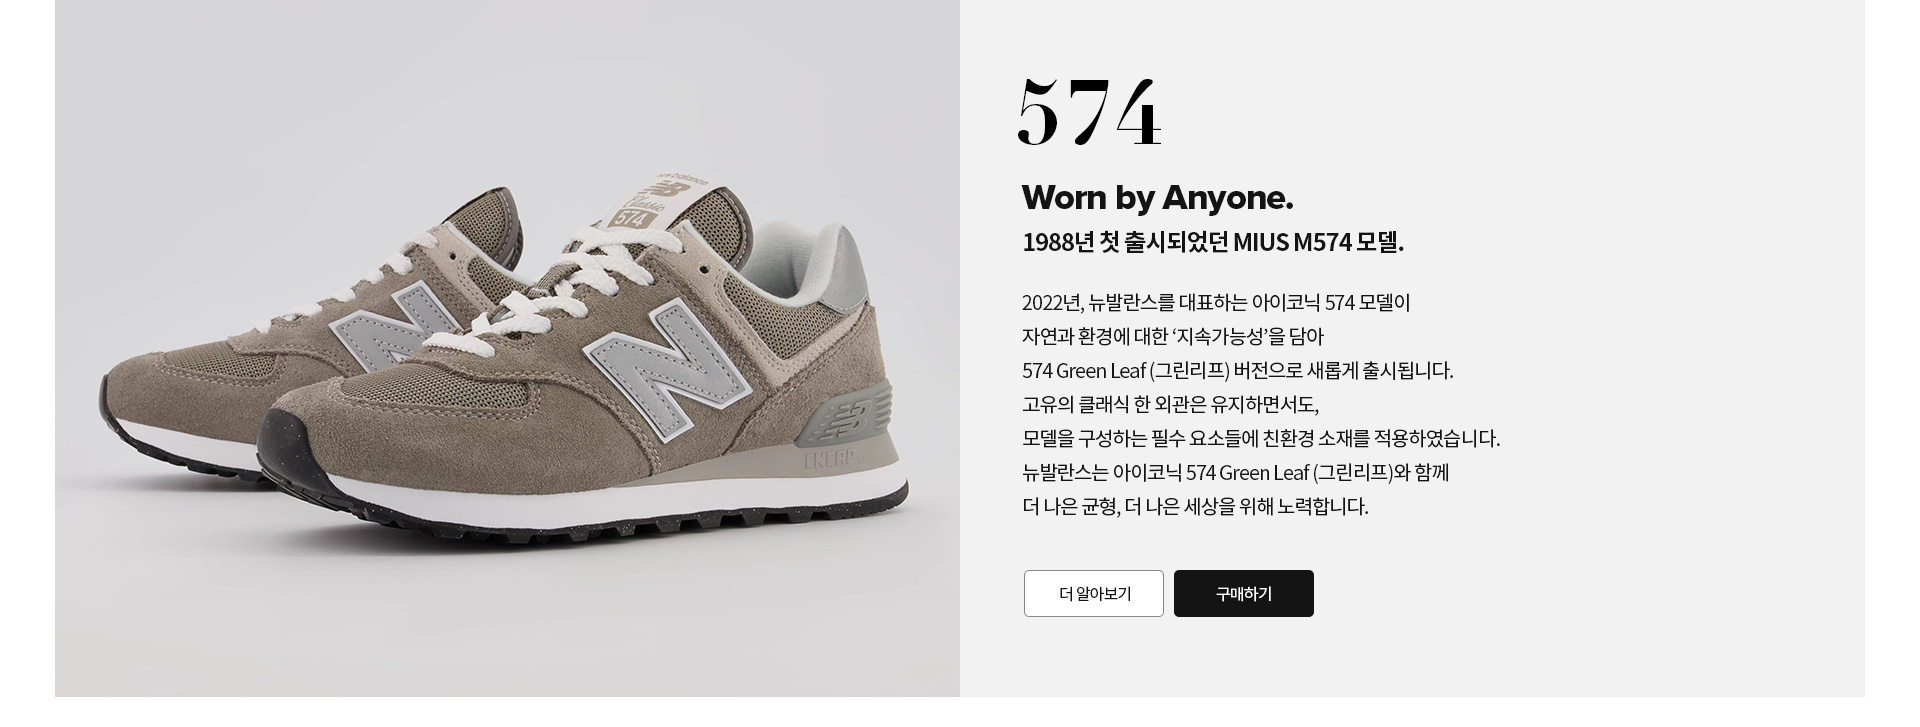 574
Worn by Anyone.
1988년 첫 출시되었던 MIUS M574 모델.
2022년, 뉴발란스를 대표하는 아이코닉 574 모델이
자연과 환경에 대한 ‘지속가능성’을 담아
574 Green Leaf (그린리프) 버전으로 새롭게 출시됩니다.
고유의 클래식 한 외관은 유지하면서도,
모델을 구성하는 필수 요소들에 친환경 소재를 적용하였습니다.
뉴발란스는 아이코닉 574 Green Leaf (그린리프)와 함께
더 나은 균형, 더 나은 세상을 위해 노력합니다.
더 알아보기
구매하기
new balance
NB
Classic
574
N
N
NB
ENCAP